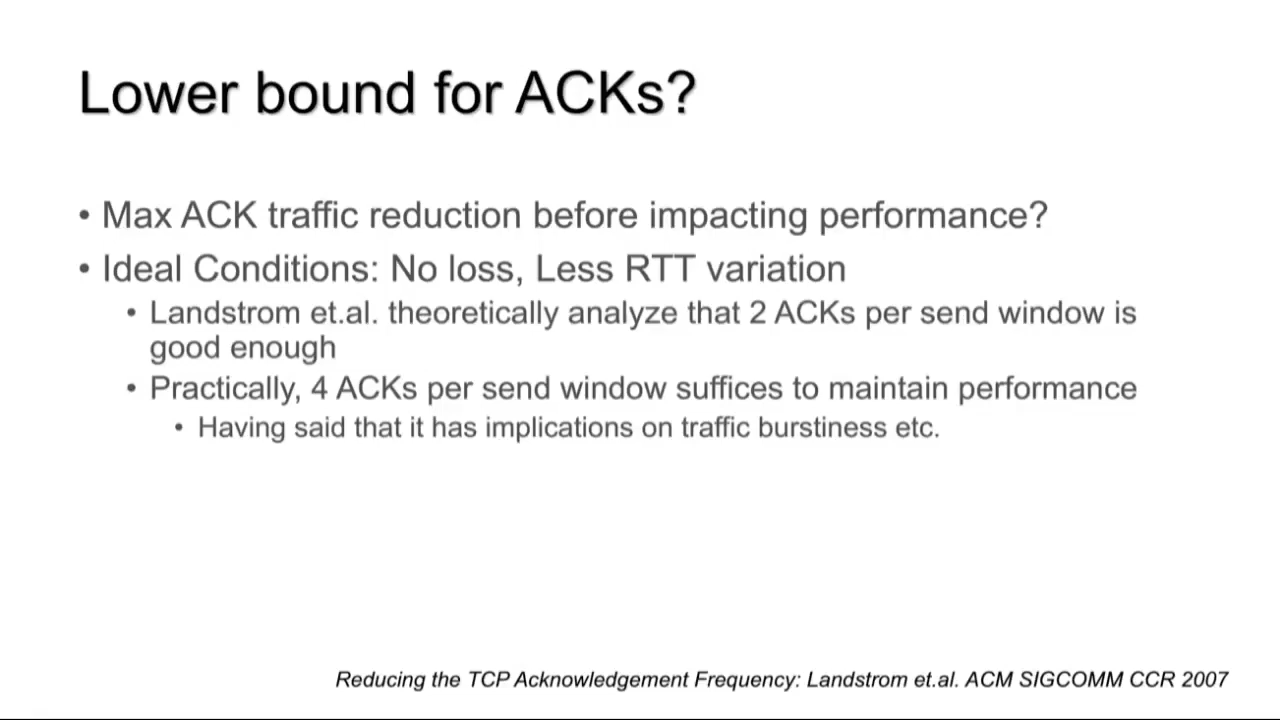 Lower bound for ACKs?
• Max ACK traffic reduction before impacting performance?
• Ideal Conditions: No loss, Less RTT variation
• Landstrom et.al. theoretically analyze that 2 ACKs per send window is
good enough
• Practically, 4 ACKs per send window suffices to maintain performance
• Having said that it has implications on traffic burstiness etc.
Reducing the TCP Acknowledgement Frequency: Landstrom et.al. ACM SIGCOMM CCR 2007